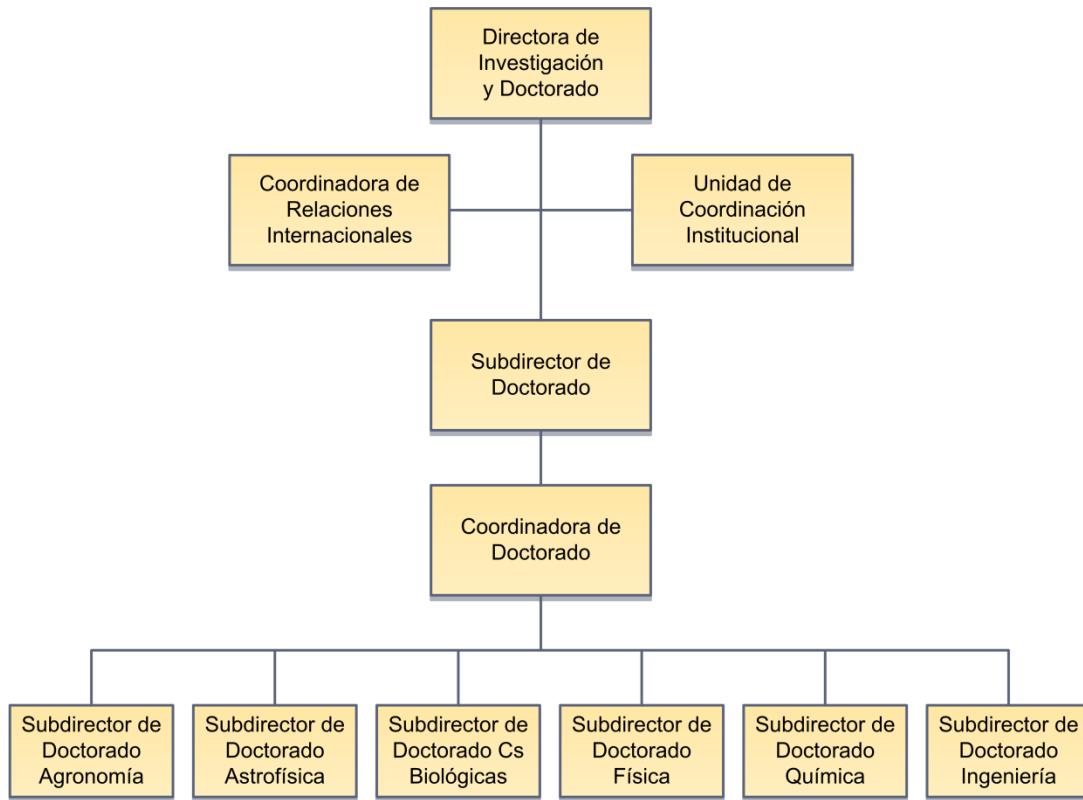 Directora de
Investigación
y Doctorado
Coordinadora de
Relaciones
Internacionales
Unidad de
Coordinación
Institucional
Subdirector de
Doctorado
Coordinadora de
Doctorado
Subdirector de
Doctorado
Agronomía
Subdirector de
Doctorado
Astrofísica
Subdirector de
Doctorado Cs
Biológicas
Subdirector de
Doctorado
Física
Subdirector de
Doctorado
Química
Subdirector de
Doctorado
Ingeniería